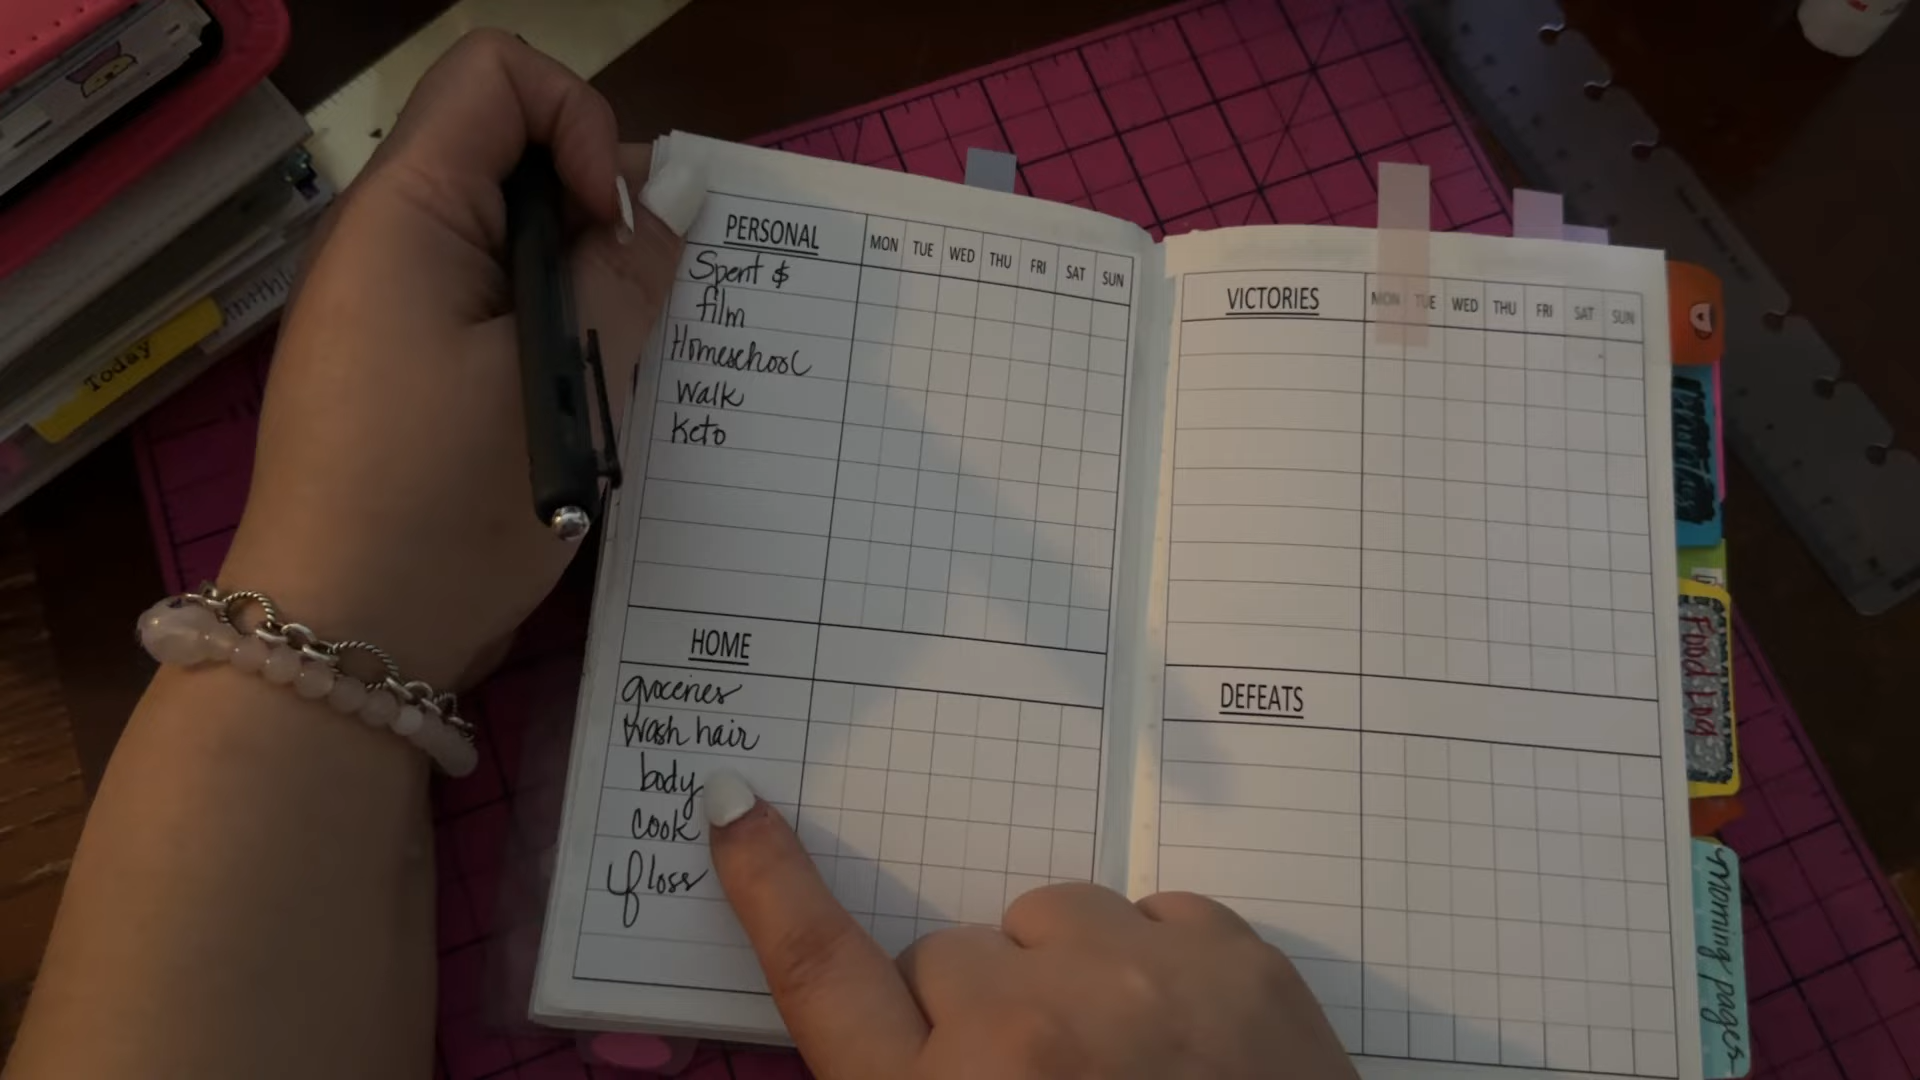 PERSONAL MON TUE WED THU FRI SAT SUN
Spent $
film
Homeschool
Walk
Keto
HOME
groceries
Wash hair
body
cook
floss
VICTORIES MON TUE WED THU FRI SAT SUN
DEFEATS
Today
Food Log
Morning pages